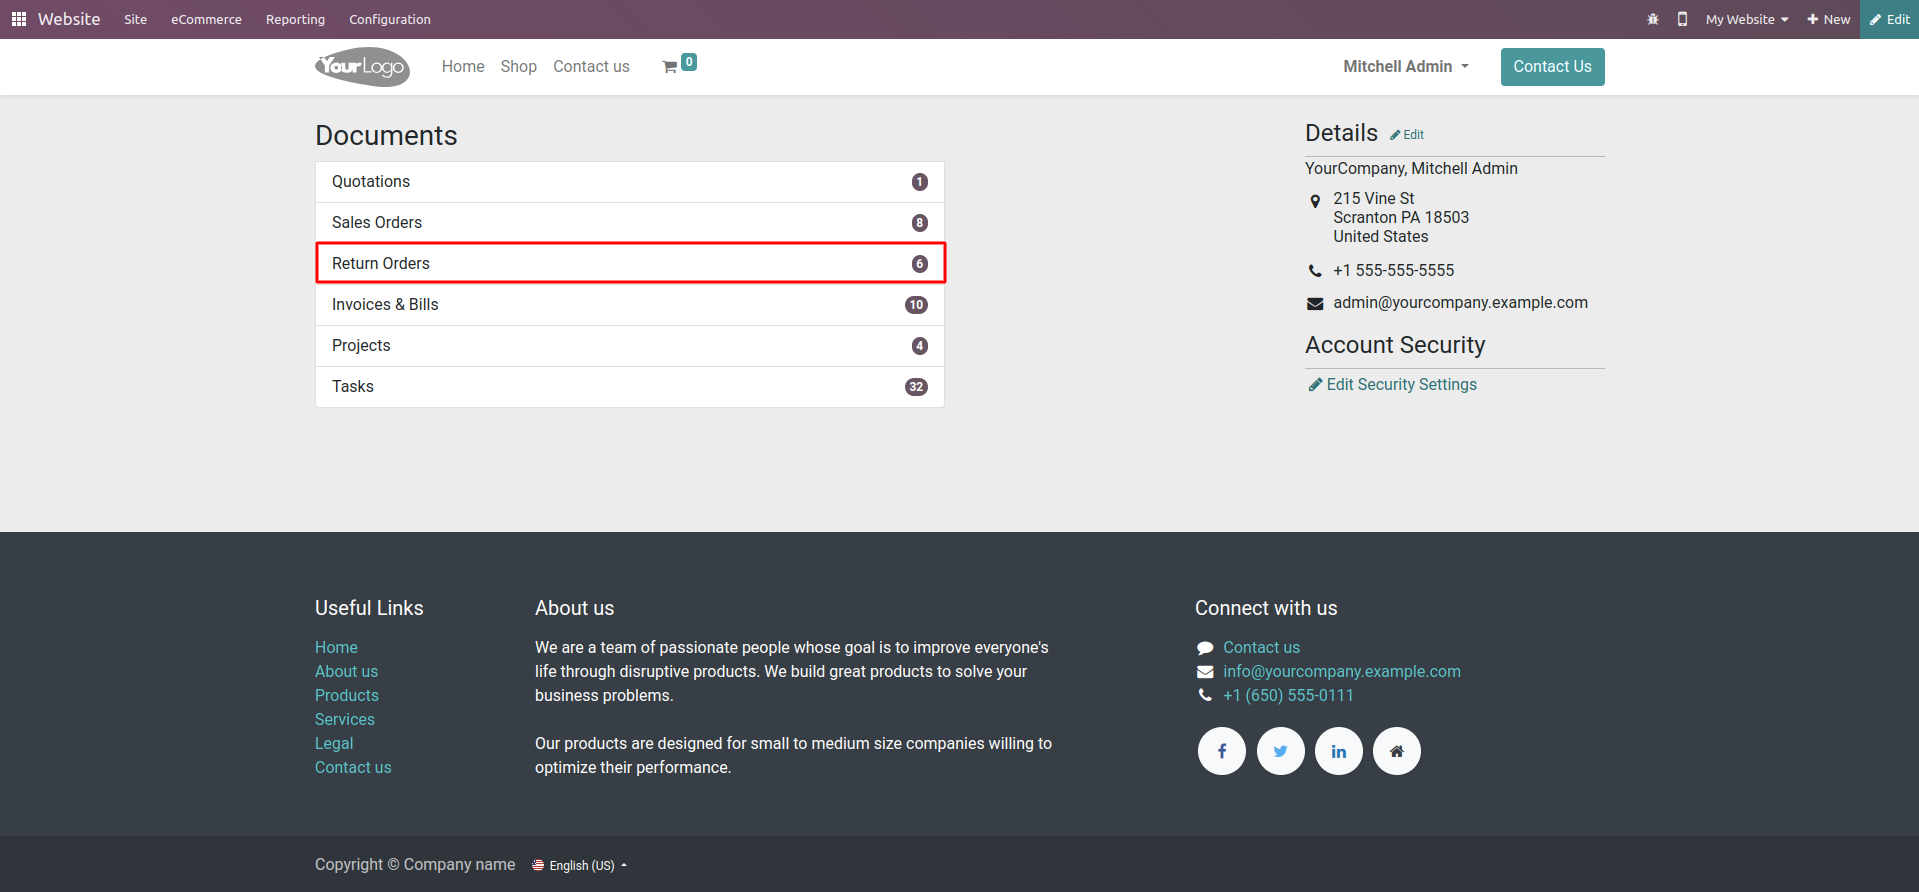 Website Site eCommerce Reporting Configuration My Website New Edit
YourLogo Home Shop Contact us 0 Mitchell Admin Contact Us
Documents
Quotations 1
Sales Orders 8
Return Orders 6
Invoices & Bills 10
Projects 4
Tasks 32
Details Edit
YourCompany, Mitchell Admin
215 Vine St
Scranton PA 18503
United States
+1 555-555-5555
admin@yourcompany.example.com
Account Security
Edit Security Settings
Useful Links
Home
About us
Products
Services
Legal
Contact us
About us
We are a team of passionate people whose goal is to improve everyone's
life through disruptive products. We build great products to solve your
business problems.
Our products are designed for small to medium size companies willing to
optimize their performance.
Connect with us
Contact us
info@yourcompany.example.com
+1 (650) 555-0111
Copyright © Company name English (US)